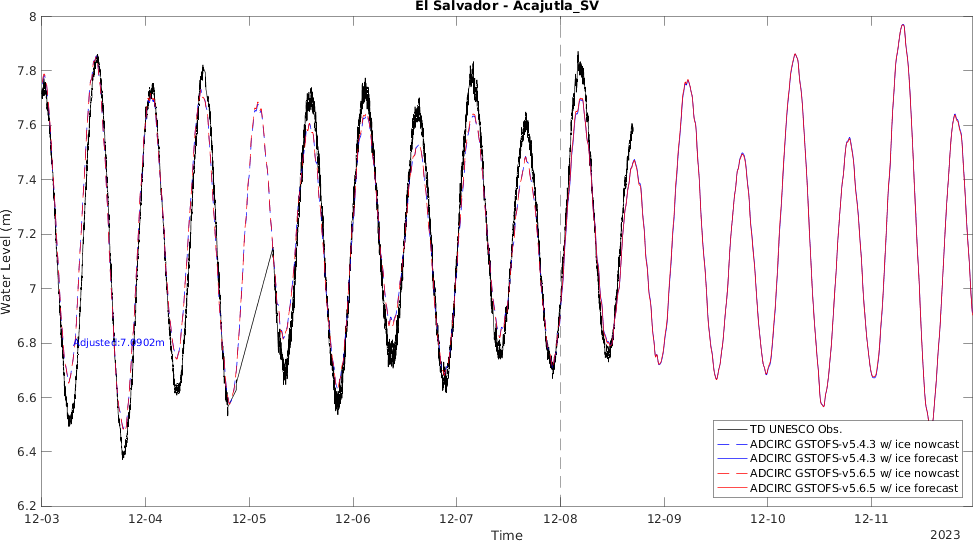 El Salvador - Acajutla_SV
8
7.8
7.6
7.4
7.2
7
6.8
6.6
6.4
6.2
Water Level (m)
Adjusted:7.0902m
TD UNESCO Obs.
ADCIRC GSTOFS-v5.4.3 w/ ice nowcast
ADCIRC GSTOFS-v5.4.3 w/ ice forecast
ADCIRC GSTOFS-v5.6.5 w/ ice nowcast
ADCIRC GSTOFS-v5.6.5 w/ ice forecast
12-03 12-04 12-05 12-06 12-07 12-08 12-09 12-10 12-11
Time
2023